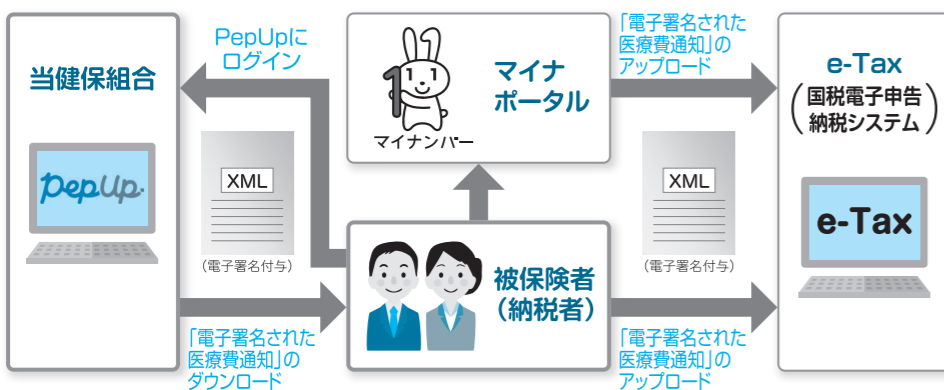 当健保組合
PepUp
PepUpに
ログイン
XML
(電子署名付与)
「電子署名された
医療費通知」の
ダウンロード
1
マイナンバー
マイナ
ポータル
被保険者
(納税者)
「電子署名された
医療費通知」の
アップロード
XML
(電子署名付与)
「電子署名された
医療費通知」の
アップロード
e-Tax
(国税電子申告
納税システム)
e-Tax